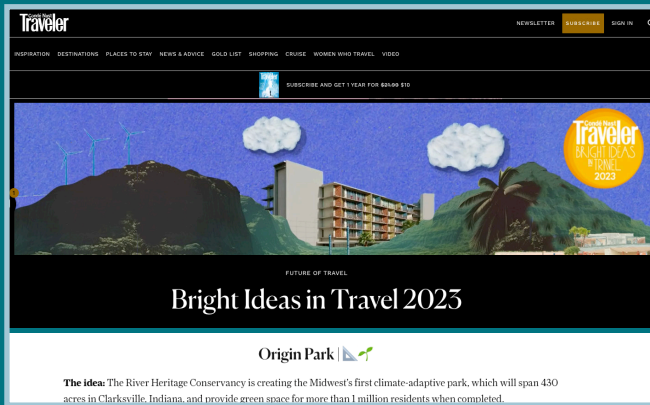 Condé Nast
Traveler
NEWSLETTER SUBSCRIBE SIGN IN
INSPIRATION DESTINATIONS PLACES TO STAY NEWS & ADVICE GOLD LIST SHOPPING CRUISE WOMEN WHO TRAVEL VIDEO
SUBSCRIBE AND GET 1 YEAR FOR $21.99 $10
Condé Nast
Traveler
BRIGHT IDEAS
IN TRAVEL
2023
FUTURE OF TRAVEL
Bright Ideas in Travel 2023
Origin Park |
The idea: The River Heritage Conservancy is creating the Midwest's first climate-adaptive park, which will span 430
acres in Clarksville, Indiana, and provide green space for more than 1 million residents when completed.